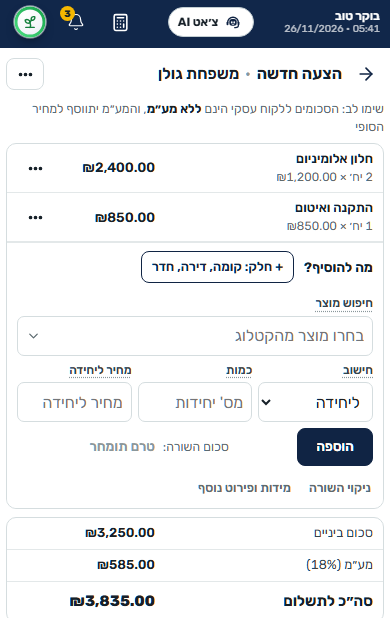 בוקר טוב
05:41 • 26/11/2026
צ׳אט AI
3
הצעה חדשה • משפחת גולן
שימו לב: הסכומים ללקוח עסקי הינם ללא מע״מ, והמע״מ יתווסף למחיר
הסופי
חלון אלומיניום
2 יח׳ × ₪1,200.00
₪2,400.00
התקנה ואיטום
1 יח׳ × ₪850.00
₪850.00
מה להוסיף?
+ חלק: קומה, דירה, חדר
חיפוש מוצר
בחרו מוצר מהקטלוג
חישוב
כמות
מחיר ליחידה
ליחידה
מס' יחידות
מחיר ליחידה
הוספה
סכום השורה: טרם תומחר
ניקוי השורה
מידות ופירוט נוסף
סכום ביניים
₪3,250.00
מע״מ (18%)
₪585.00
סה״כ לתשלום
₪3,835.00